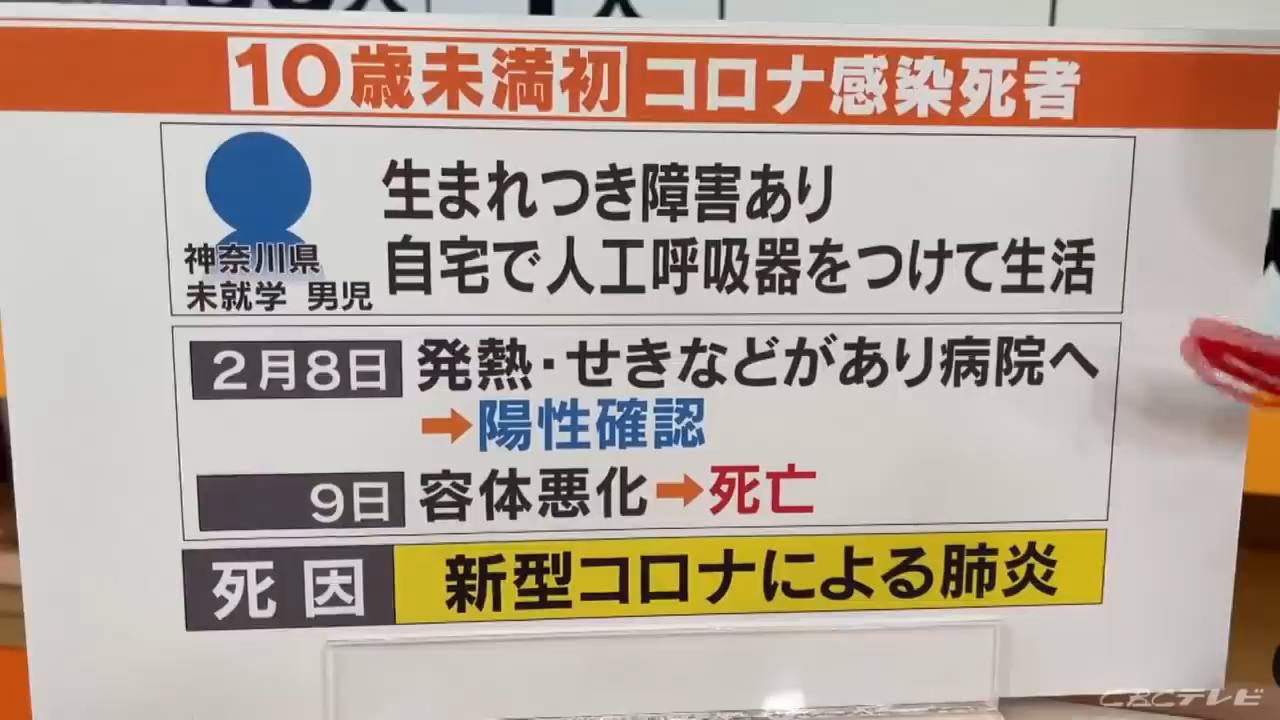 10歳未満初 コロナ感染死者
生まれつき障害あり
自宅で人工呼吸器をつけて生活
神奈川県
未就学 男児
2月8日 発熱・せきなどがあり病院へ
➡陽性確認
9日 容体悪化➡死亡
死因 新型コロナによる肺炎
CBCテレビ